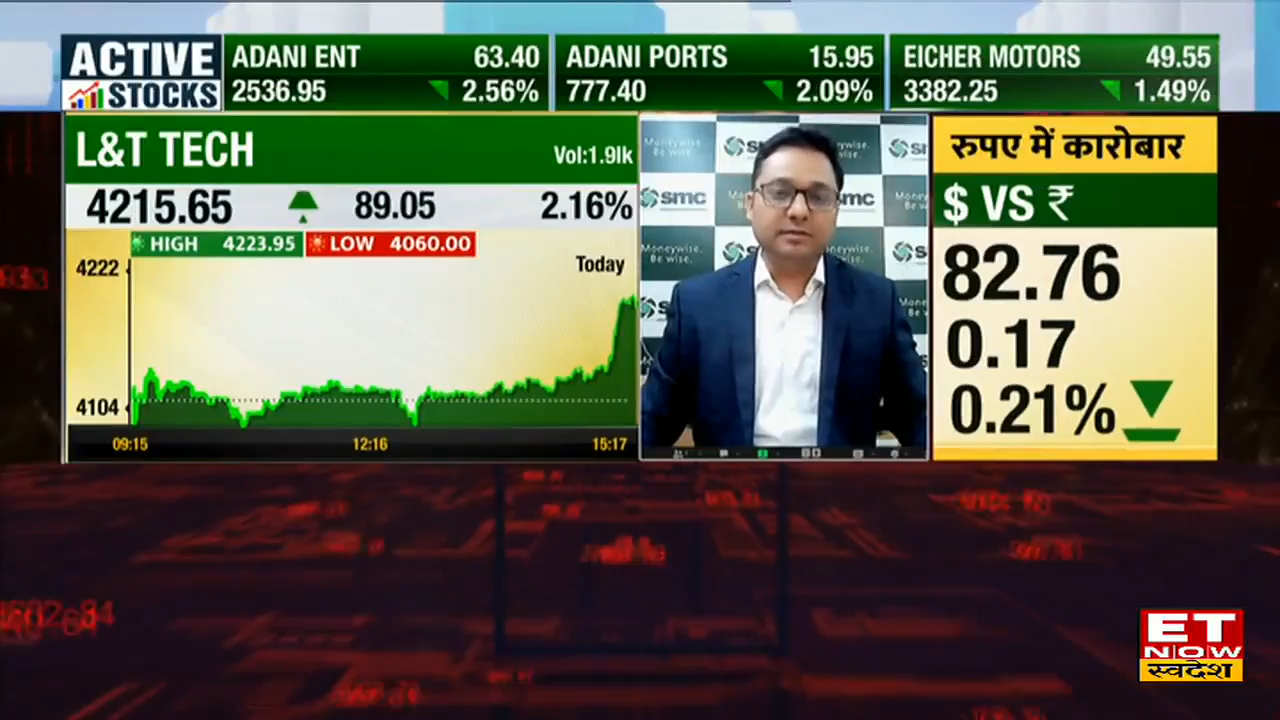 ACTIVE
STOCKS
ADANI ENT 63.40
2536.95 2.56%
ADANI PORTS 15.95
777.40 2.09%
EICHER MOTORS 49.55
3382.25 1.49%
L&T TECH Vol:1.9lk
4215.65 89.05 2.16%
HIGH 4223.95 LOW 4060.00
4222
Today
4104
09:15 12:16 15:17
Moneywise.
Be wise.
smc
Moneywise.
Be wise.
रुपए में कारोबार
$ VS ₹
82.76
0.17
0.21%
ET
NOW
स्वदेश